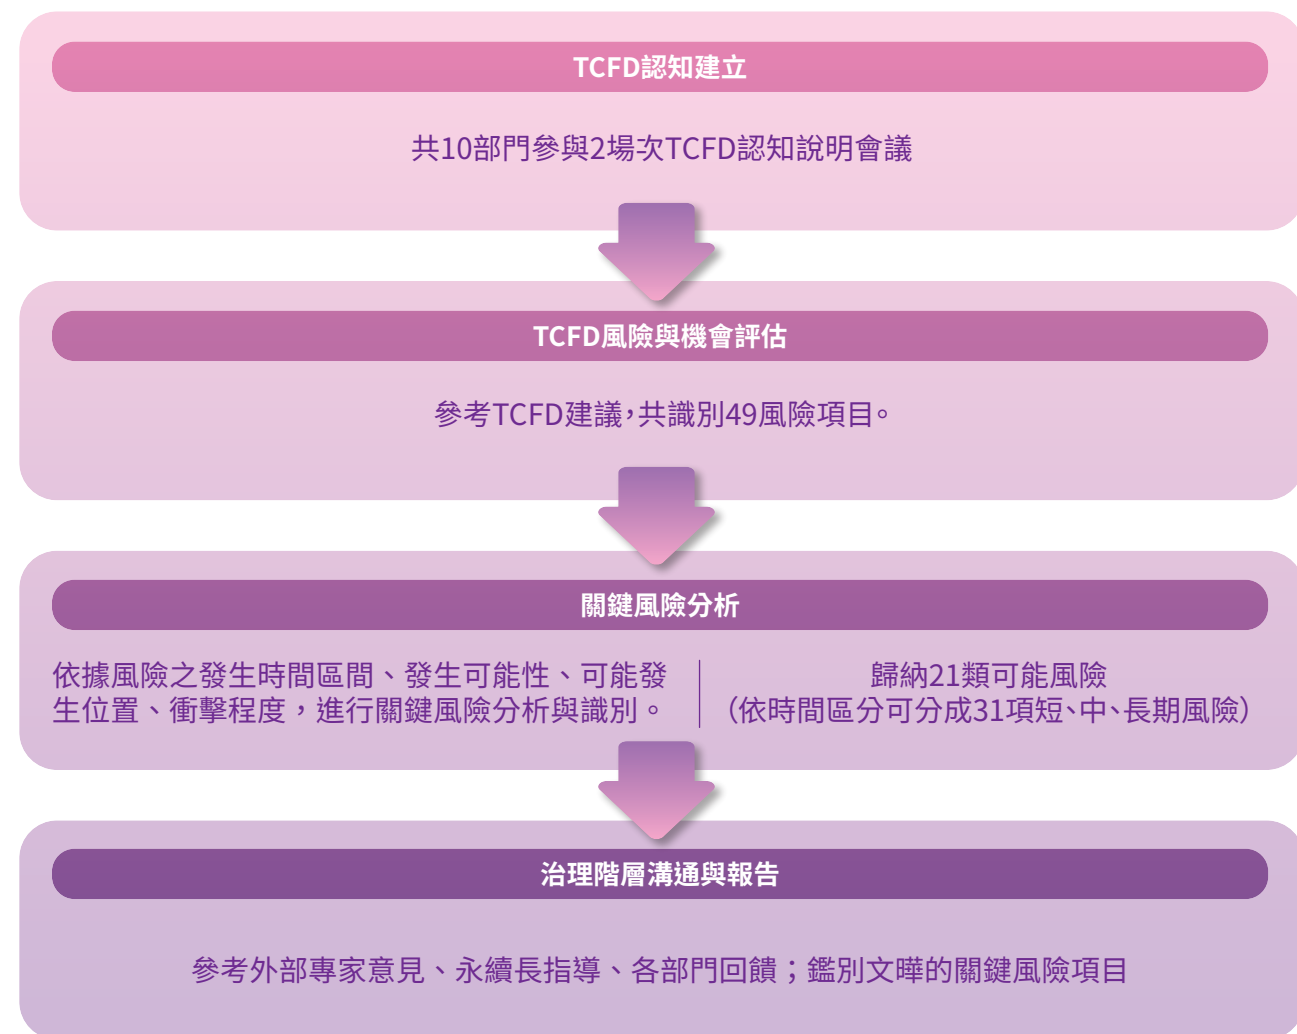 TCFD認知建立
共10部門參與2場次TCFD認知說明會議
TCFD風險與機會評估
參考TCFD建議，共識別49風險項目。
關鍵風險分析
依據風險之發生時間區間、發生可能性、可能發
生位置、衝擊程度，進行關鍵風險分析與識別。
歸納21類可能風險
（依時間區分可分成31項短、中、長期風險）
治理階層溝通與報告
參考外部專家意見、永續長指導、各部門回饋；鑑別文曄的關鍵風險項目